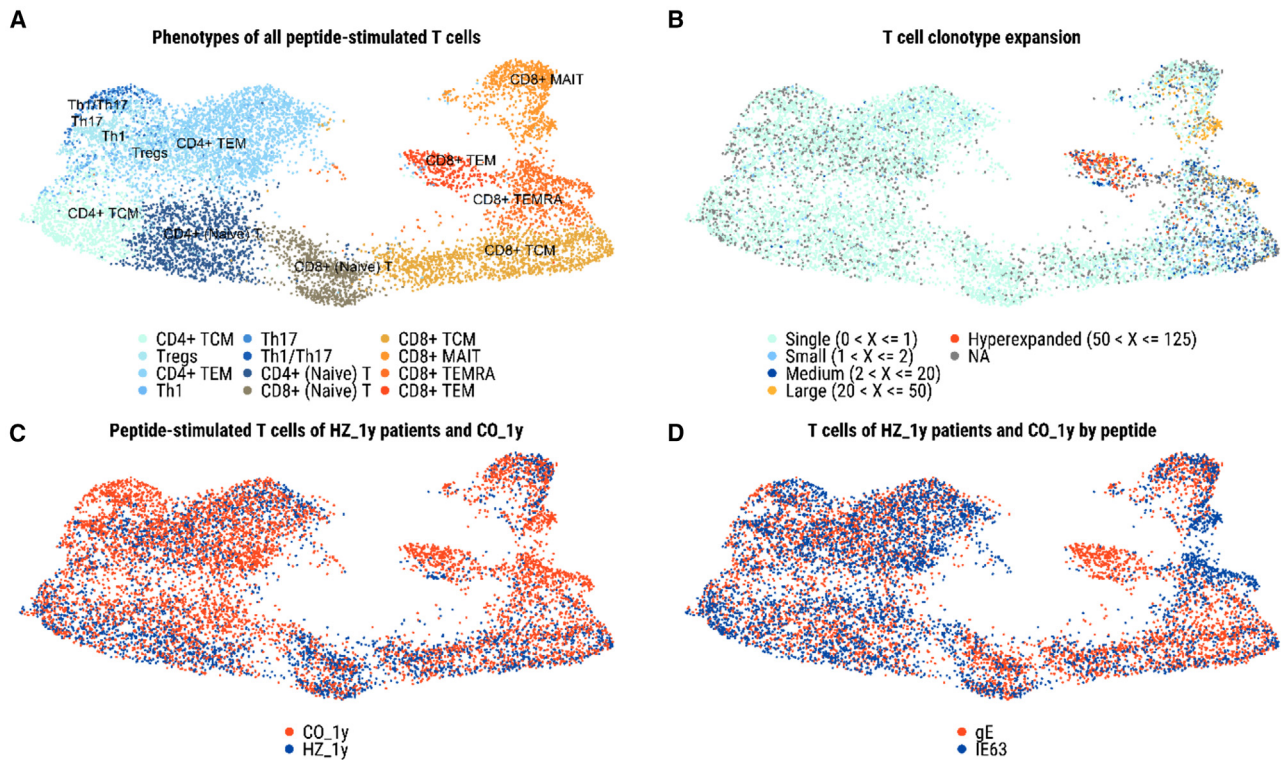 A
Phenotypes of all peptide-stimulated T cells
CD8+ MAIT
Th1/Th17
Th17
Th1
Tregs
CD4+ TEM
CD8+ TEM
CD8+ TEMRA
CD4+ TCM
CD4+ (Naive) T
CD8+ TCM
CD8+ (Naive) T
CD4+ TCM
Tregs
CD4+ TEM
Th1
Th17
Th1/Th17
CD4+ (Naive) T
CD8+ (Naive) T
CD8+ TCM
CD8+ MAIT
CD8+ TEMRA
CD8+ TEM
B
T cell clonotype expansion
Single (0 < X <= 1)
Small (1 < X <= 2)
Medium (2 < X <= 20)
Large (20 < X <= 50)
Hyperexpanded (50 < X <= 125)
NA
C
Peptide-stimulated T cells of HZ_1y patients and CO_1y
CO_1y
HZ_1y
D
T cells of HZ_1y patients and CO_1y by peptide
gE
IE63